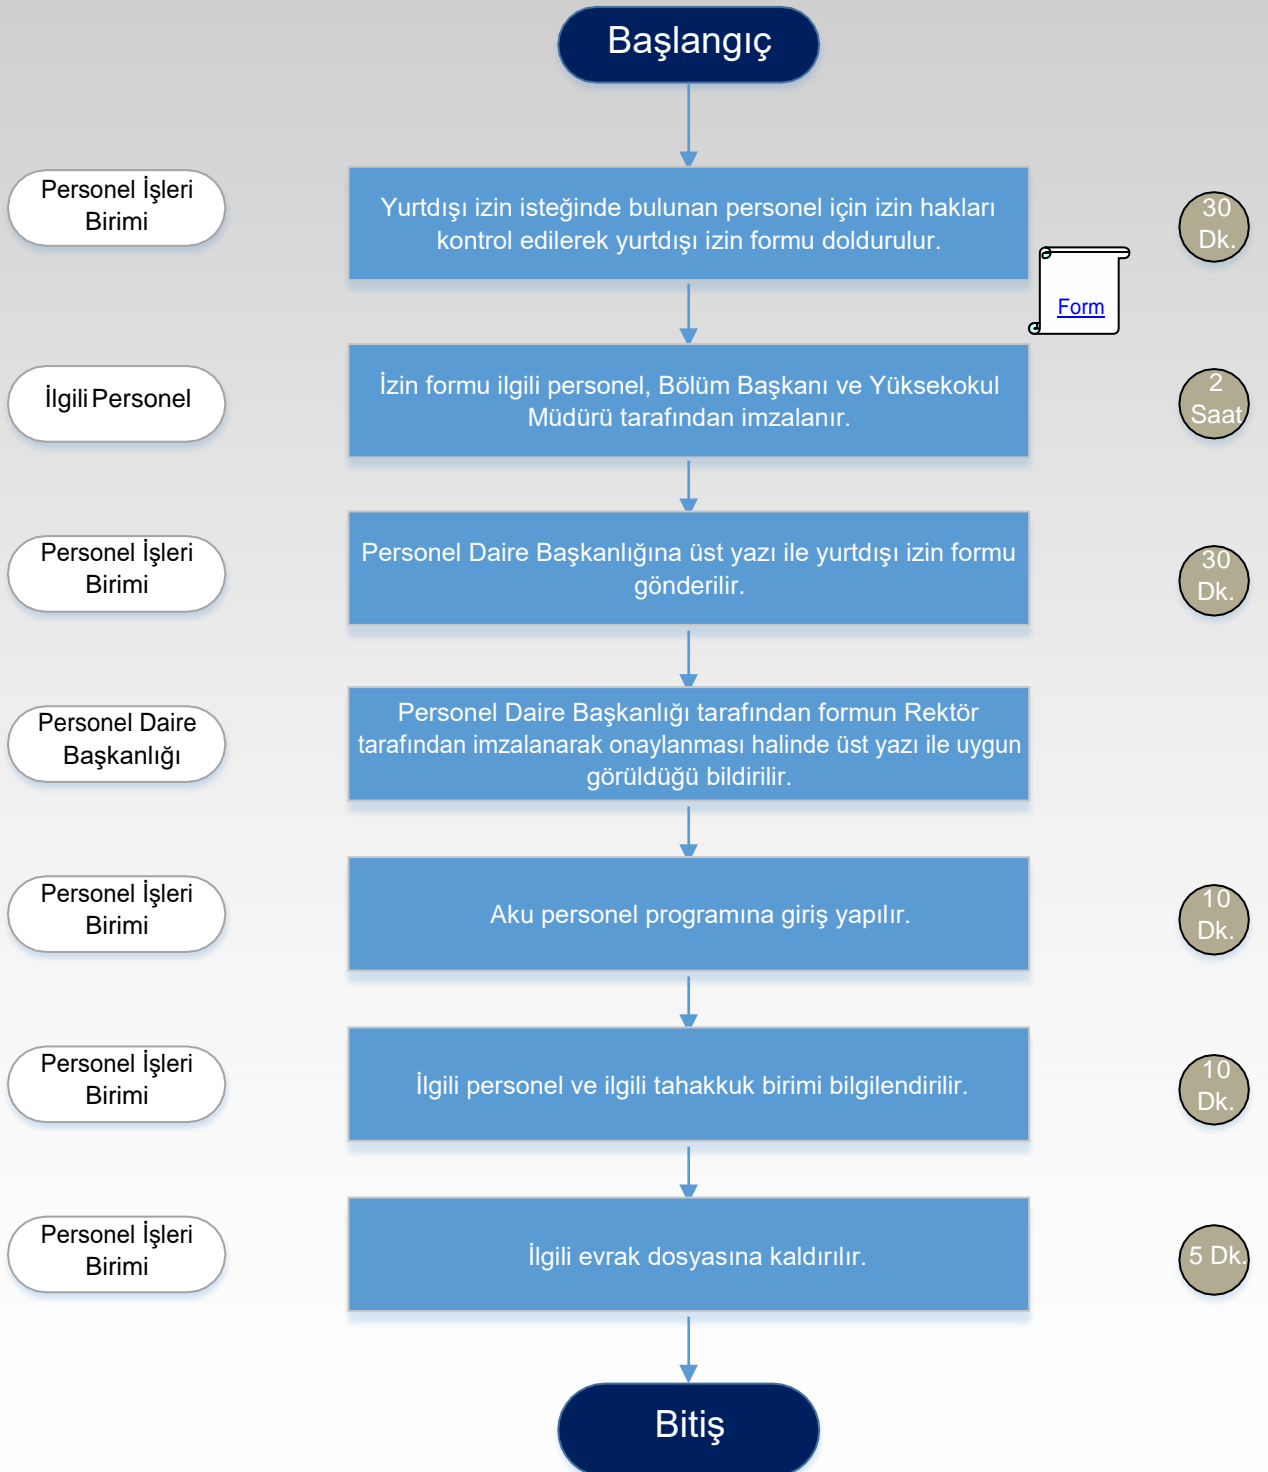 Başlangıç
Personel İşleri
Birimi
Yurtdışı izin isteğinde bulunan personel için izin hakları
kontrol edilerek yurtdışı izin formu doldurulur.
30
Dk.
Form
İlgili Personel
İzin formu ilgili personel, Bölüm Başkanı ve Yüksekokul
Müdürü tarafından imzalanır.
2
Saat
Personel İşleri
Birimi
Personel Daire Başkanlığına üst yazı ile yurtdışı izin formu
gönderilir.
30
Dk.
Personel Daire
Başkanlığı
Personel Daire Başkanlığı tarafından formun Rektör
tarafından imzalanarak onaylanması halinde üst yazı ile uygun
görüldüğü bildirilir.
Personel İşleri
Birimi
Aku personel programına giriş yapılır.
10
Dk.
Personel İşleri
Birimi
İlgili personel ve ilgili tahakkuk birimi bilgilendirilir.
10
Dk.
Personel İşleri
Birimi
İlgili evrak dosyasına kaldırılır.
5 Dk.
Bitiş